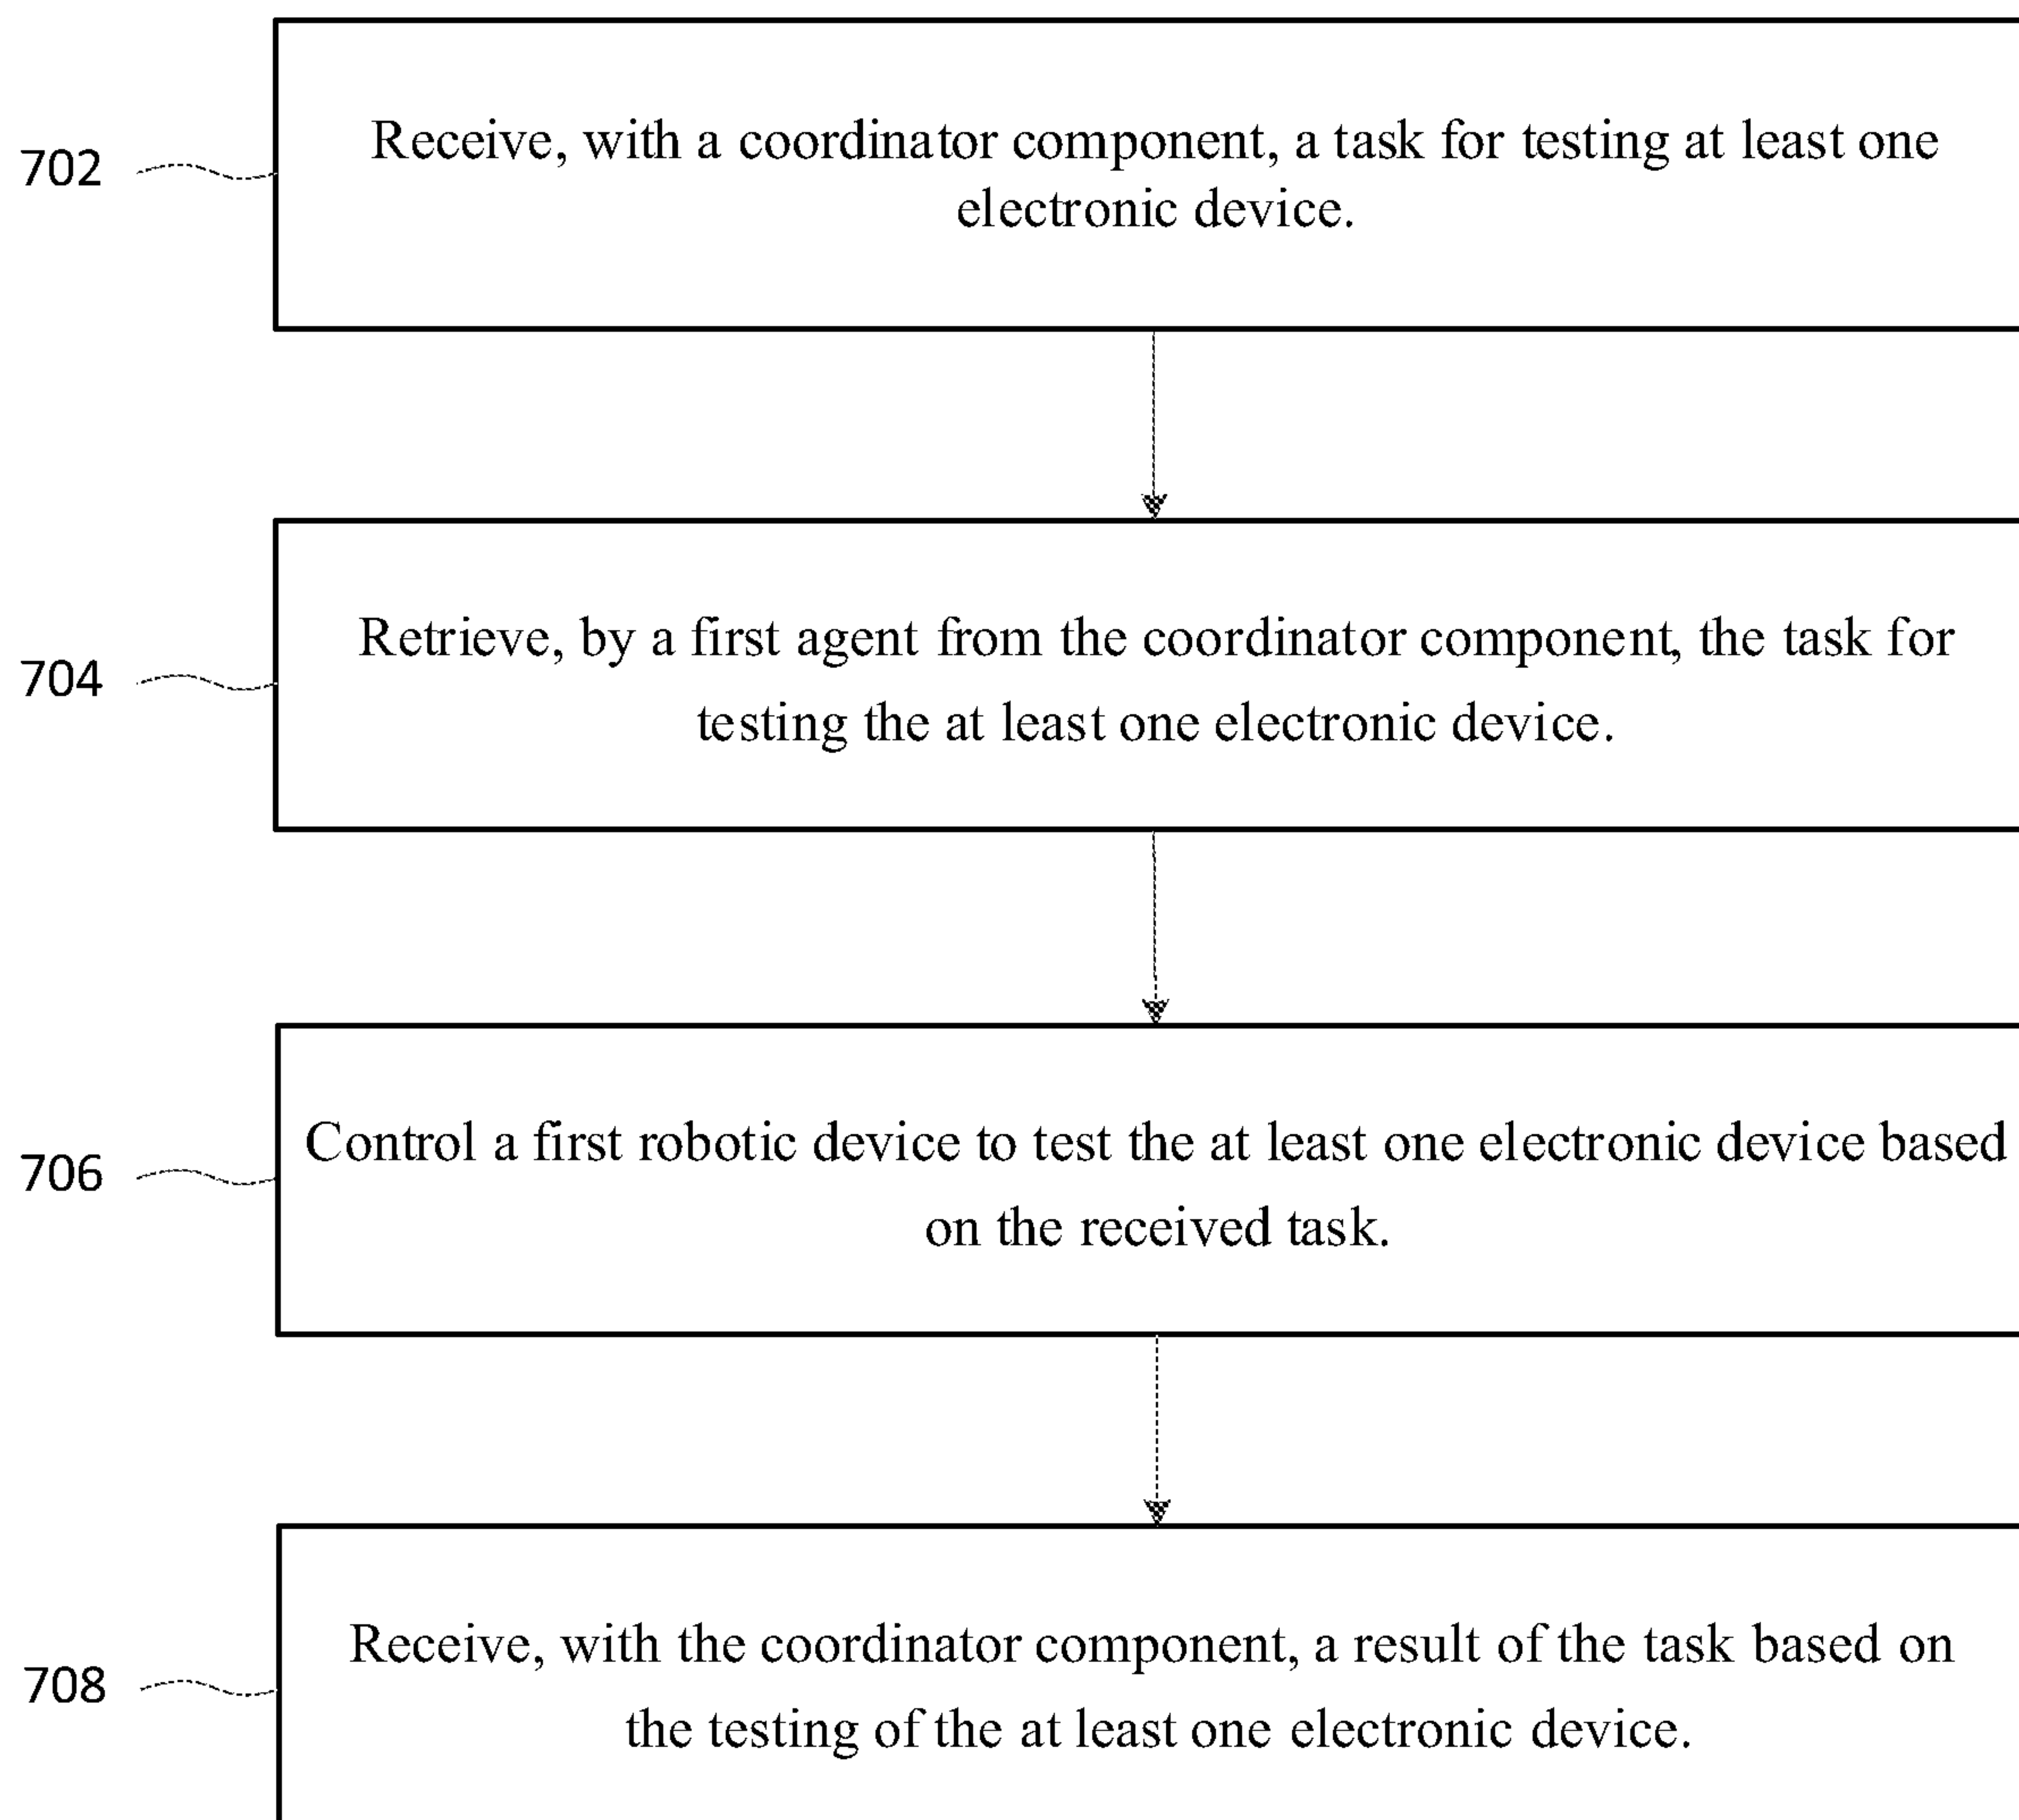 702
Receive, with a coordinator component, a task for testing at least one
electronic device.
704
Retrieve, by a first agent from the coordinator component, the task for
testing the at least one electronic device.
706
Control a first robotic device to test the at least one electronic device based
on the received task.
708
Receive, with the coordinator component, a result of the task based on
the testing of the at least one electronic device.